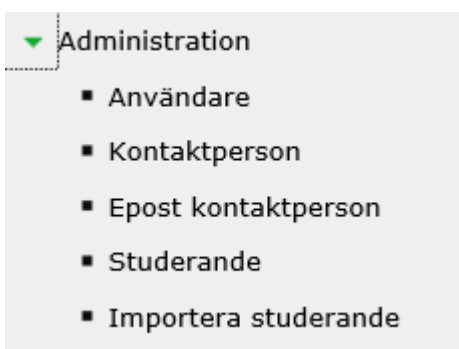 Administration
Användare
Kontaktperson
Epost kontaktperson
Studerande
Importera studerande